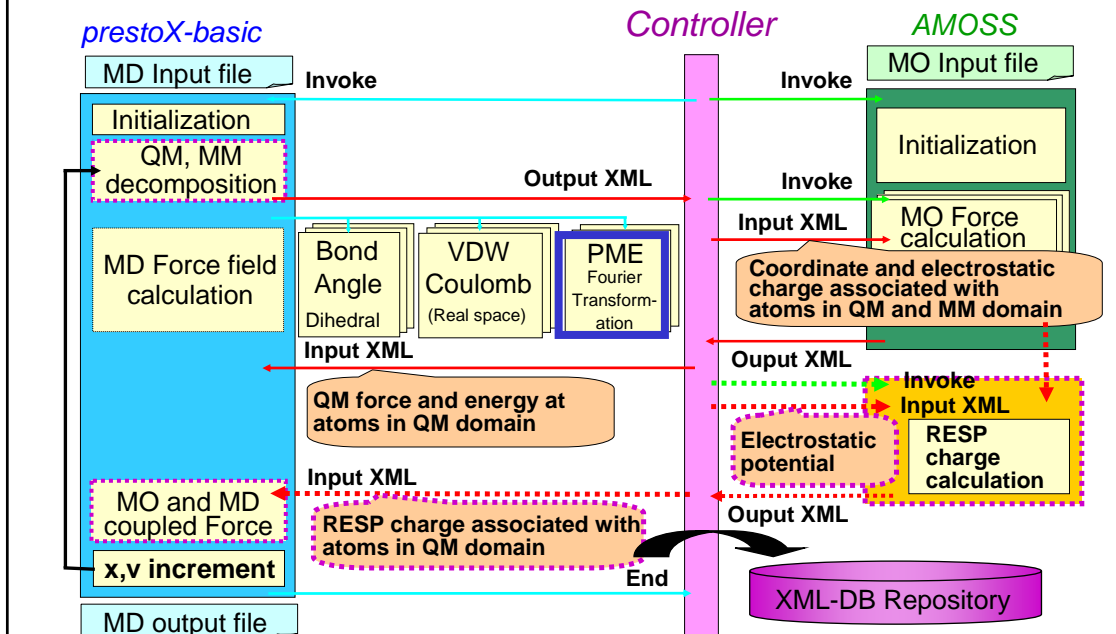 prestoX-basic
Controller
AMOSS
MD Input file
Invoke
MO Input file
Initialization
QM, MM
decomposition
Output XML
Invoke
Initialization
MD Force field
calculation
Bond
Angle
Dihedral
VDW
Coulomb
(Real space)
PME
Fourier
Transform-
ation
Input XML
MO Force
calculation
Coordinate and electrostatic
charge associated with
atoms in QM and MM domain
Input XML
Ouput XML
QM force and energy at
atoms in QM domain
Invoke
Input XML
Electrostatic
potential
RESP
charge
calculation
Input XML
Ouput XML
MO and MD
coupled Force
RESP charge associated with
atoms in QM domain
x,v increment
End
XML-DB Repository
MD output file